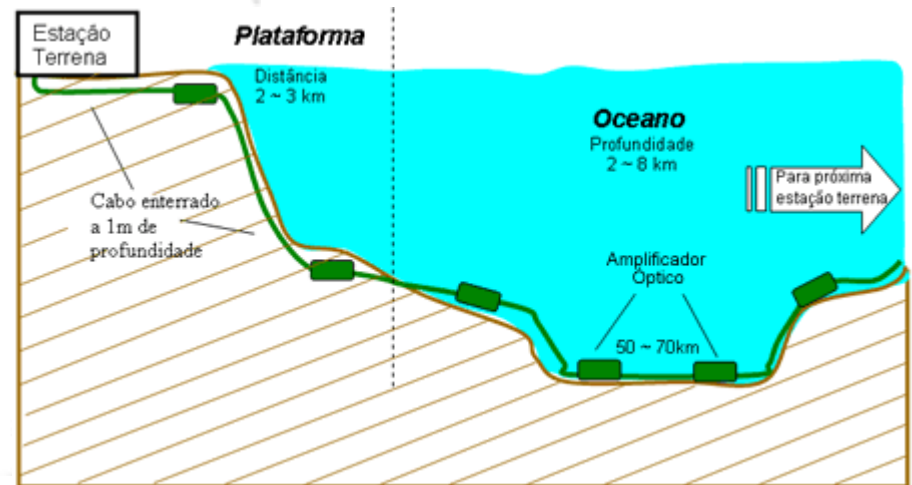 Estação
Terrena
Plataforma
Distância
2 ~ 3 km
Oceano
Profundidade
2 ~ 8 km
Para próxima
estação terrena
Cabo enterrado
a 1m de
profundidade
Amplificador
Óptico
50 ~ 70km